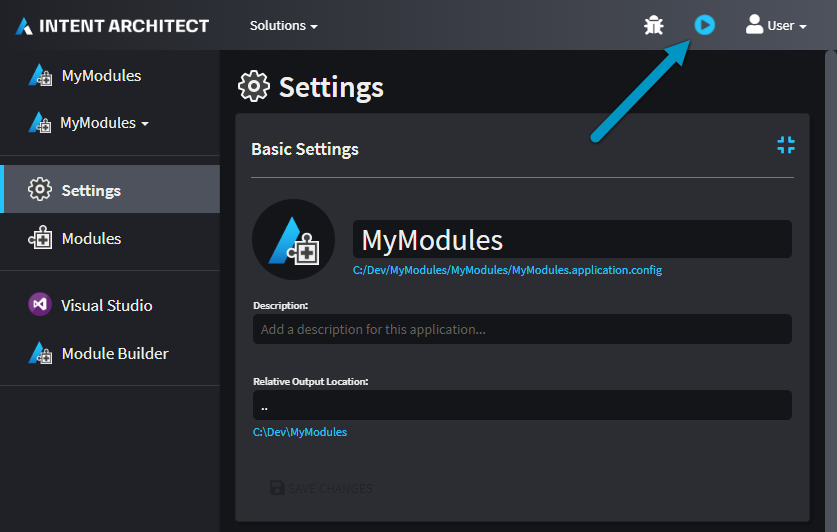 INTENT ARCHITECT
Solutions
User
MyModules
MyModules
Settings
Modules
Visual Studio
Module Builder
Settings
Basic Settings
MyModules
C:/Dev/MyModules/MyModules/MyModules.application.config
Description:
Add a description for this application...
Relative Output Location:
..
C:\Dev\MyModules
SAVE CHANGES